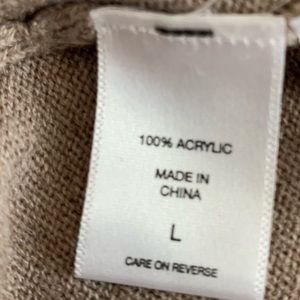 100% ACRYLIC
MADE IN
CHINA
L
CARE ON REVERSE